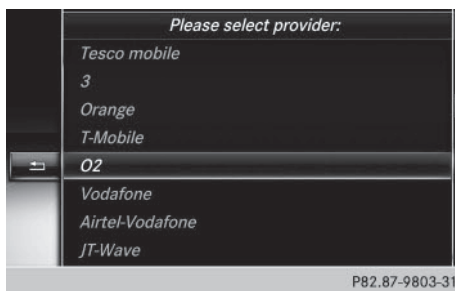 Please select provider:
Tesco mobile
3
Orange
T-Mobile
O2
Vodafone
Airtel-Vodafone
JT-Wave
P82.87-9803-31